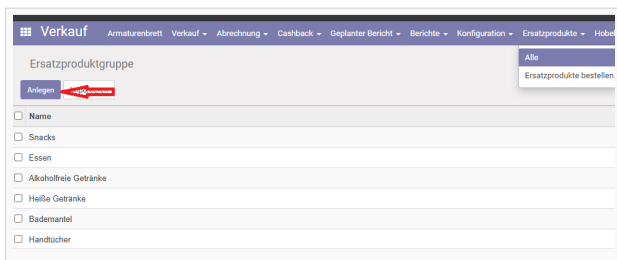 Verkauf Armaturenbrett Verkauf Abrechnung Cashback Geplanter Bericht Berichte Konfiguration Ersatzprodukte Hobel
Ersatzproduktgruppe
Alle
Ersatzprodukte bestellen
Anlegen
Name
Snacks
Essen
Alkoholfreie Getränke
Heiße Getränke
Bademantel
Handtücher